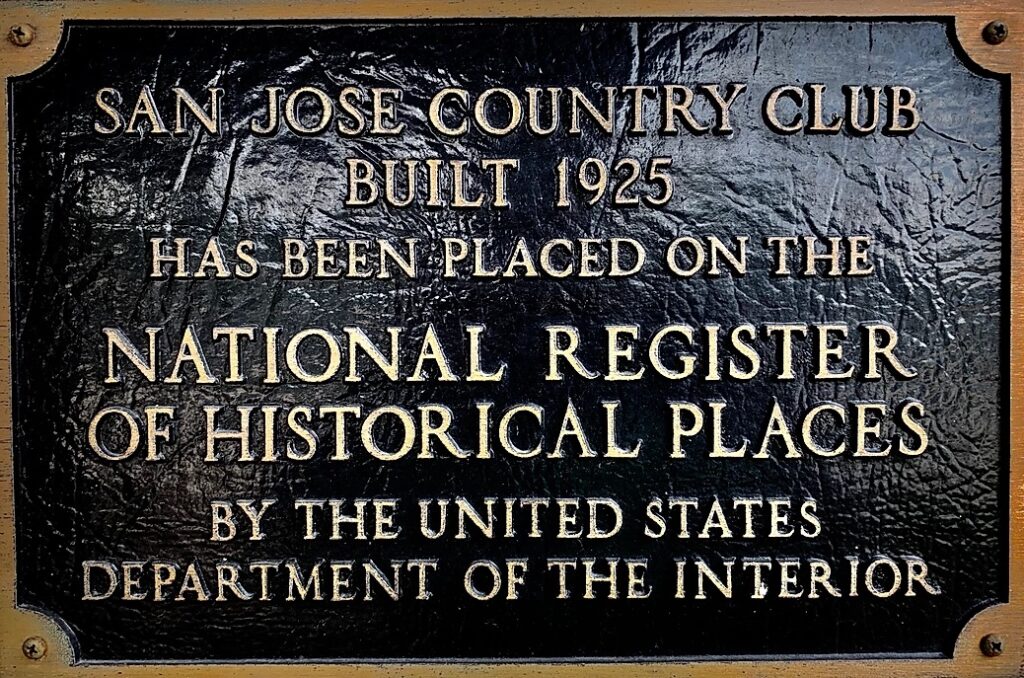 SAN JOSE COUNTRY CLUB
BUILT 1925
HAS BEEN PLACED ON THE
NATIONAL REGISTER
OF HISTORICAL PLACES
BY THE UNITED STATES
DEPARTMENT OF THE INTERIOR